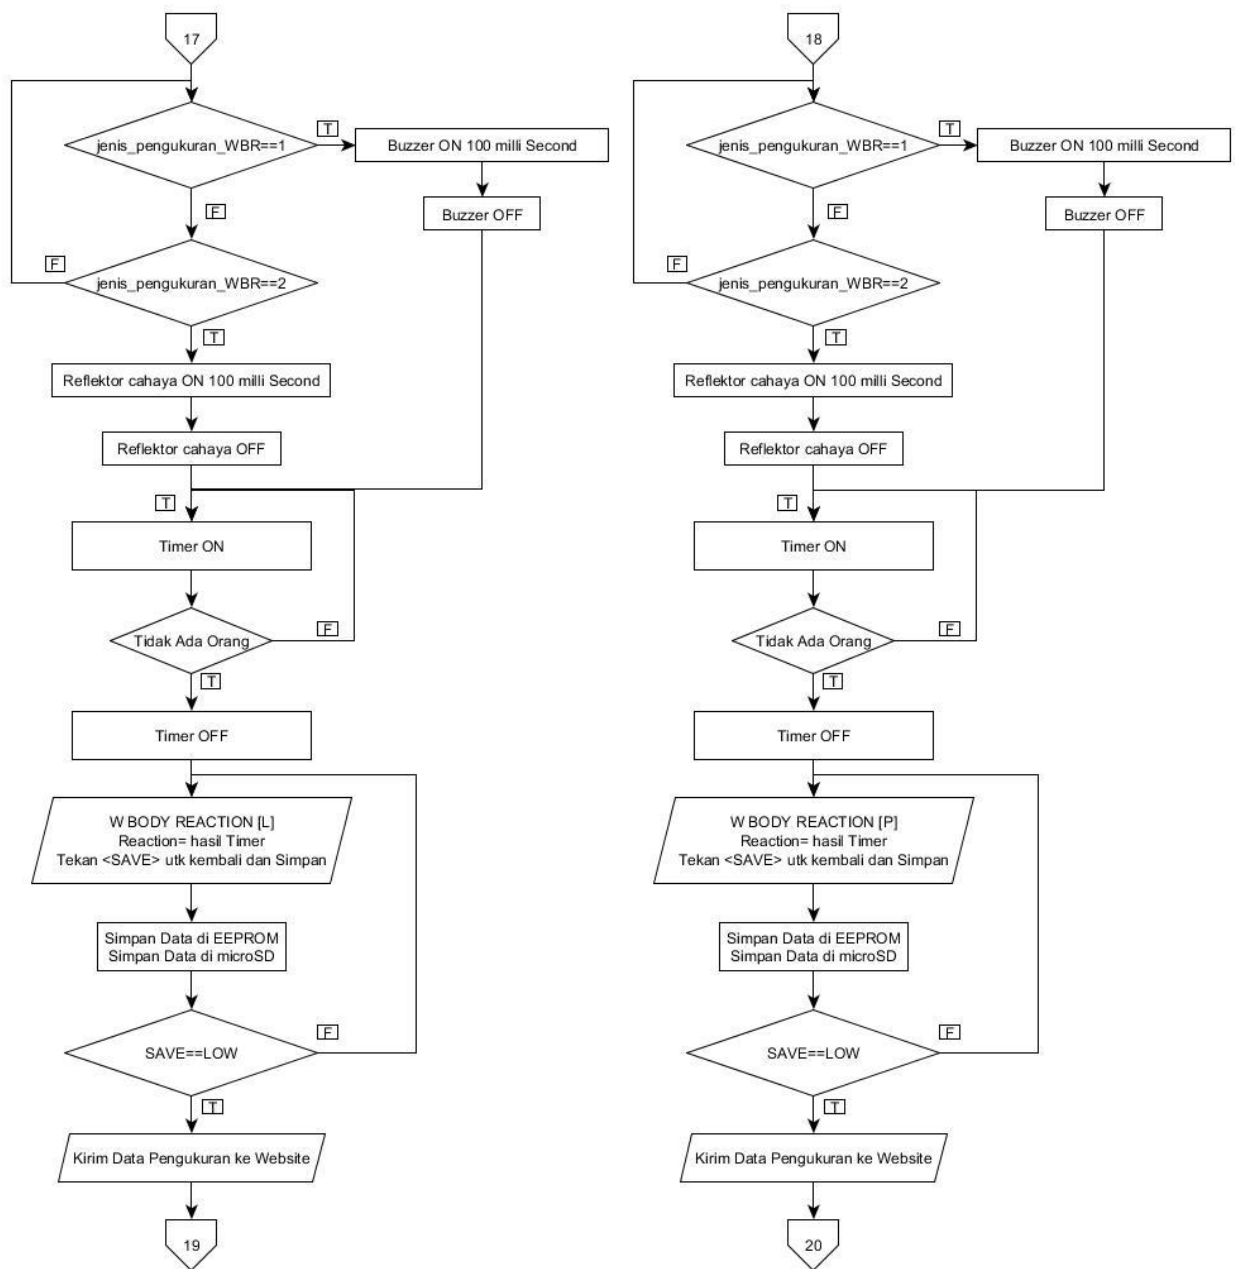 17
jenis_pengukuran_WBR==1
T
Buzzer ON 100 milli Second
Buzzer OFF
F
jenis_pengukuran_WBR==2
F
T
Reflektor cahaya ON 100 milli Second
Reflektor cahaya OFF
T
Timer ON
Tidak Ada Orang
F
T
Timer OFF
W BODY REACTION [L]
Reaction= hasil Timer
Tekan <SAVE> utk kembali dan Simpan
Simpan Data di EEPROM
Simpan Data di microSD
SAVE==LOW
F
T
Kirim Data Pengukuran ke Website
19
18
jenis_pengukuran_WBR==1
T
Buzzer ON 100 milli Second
Buzzer OFF
F
jenis_pengukuran_WBR==2
F
T
Reflektor cahaya ON 100 milli Second
Reflektor cahaya OFF
T
Timer ON
Tidak Ada Orang
F
T
Timer OFF
W BODY REACTION [P]
Reaction= hasil Timer
Tekan <SAVE> utk kembali dan Simpan
Simpan Data di EEPROM
Simpan Data di microSD
SAVE==LOW
F
T
Kirim Data Pengukuran ke Website
20